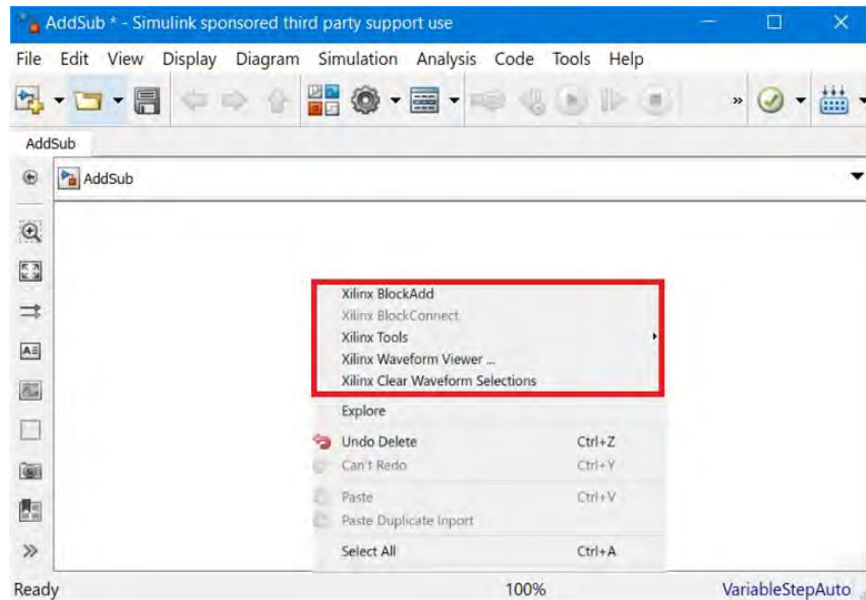 AddSub * - Simulink sponsored third party support use
File Edit View Display Diagram Simulation Analysis Code Tools Help
AddSub
AddSub
Xilinx BlockAdd
Xilinx BlockConnect
Xilinx Tools
Xilinx Waveform Viewer ...
Xilinx Clear Waveform Selections
Explore
Undo Delete Ctrl+Z
Can't Redo Ctrl+Y
Paste Ctrl+V
Paste Duplicate Inport
Select All Ctrl+A
Ready 100% VariableStepAuto